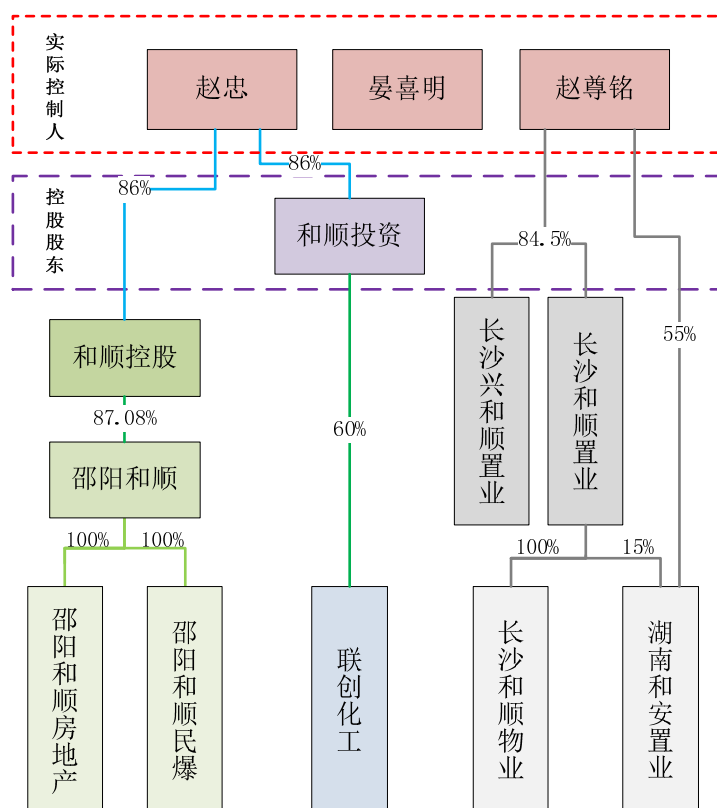 实际控制人
赵忠
晏喜明
赵尊铭
86%
86%
控股股东
和顺投资
84.5%
和顺控股
长沙兴和顺置业
长沙和顺置业
55%
87.08%
60%
邵阳和顺
100%
100%
100%
15%
邵阳和顺房地产
邵阳和顺民爆
联创化工
长沙和顺物业
湖南和安置业